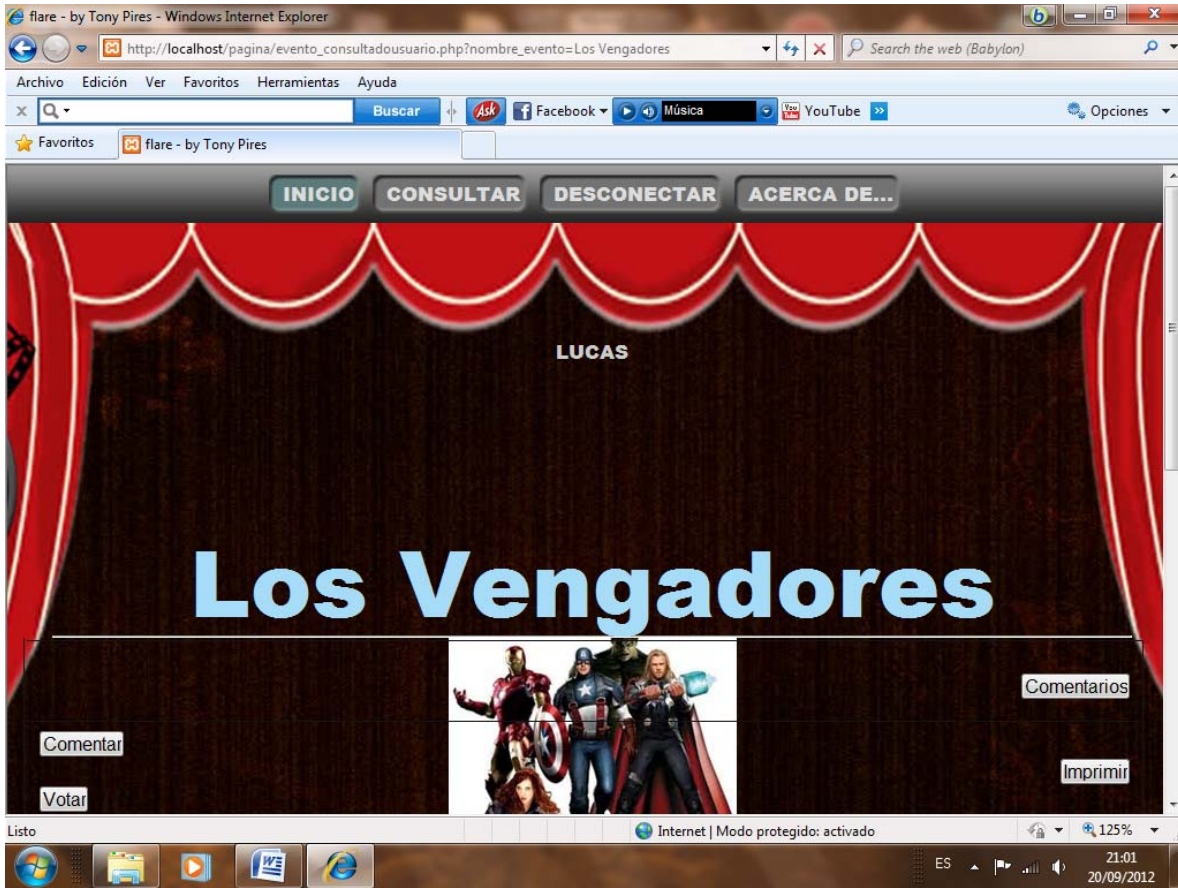 flare - by Tony Pires - Windows Internet Explorer
http://localhost/pagina/evento_consultadousuario.php?nombre_evento=Los Vengadores
Search the web (Babylon)
Archivo Edición Ver Favoritos Herramientas Ayuda
x Buscar Ask Facebook Música You Tube YouTube Opciones
Favoritos flare - by Tony Pires
INICIO CONSULTAR DESCONECTAR ACERCA DE...
LUCAS
Los Vengadores
Comentarios
Comentar
Imprimir
Votar
Listo Internet | Modo protegido: activado 125%
ES 21:01
20/09/2012